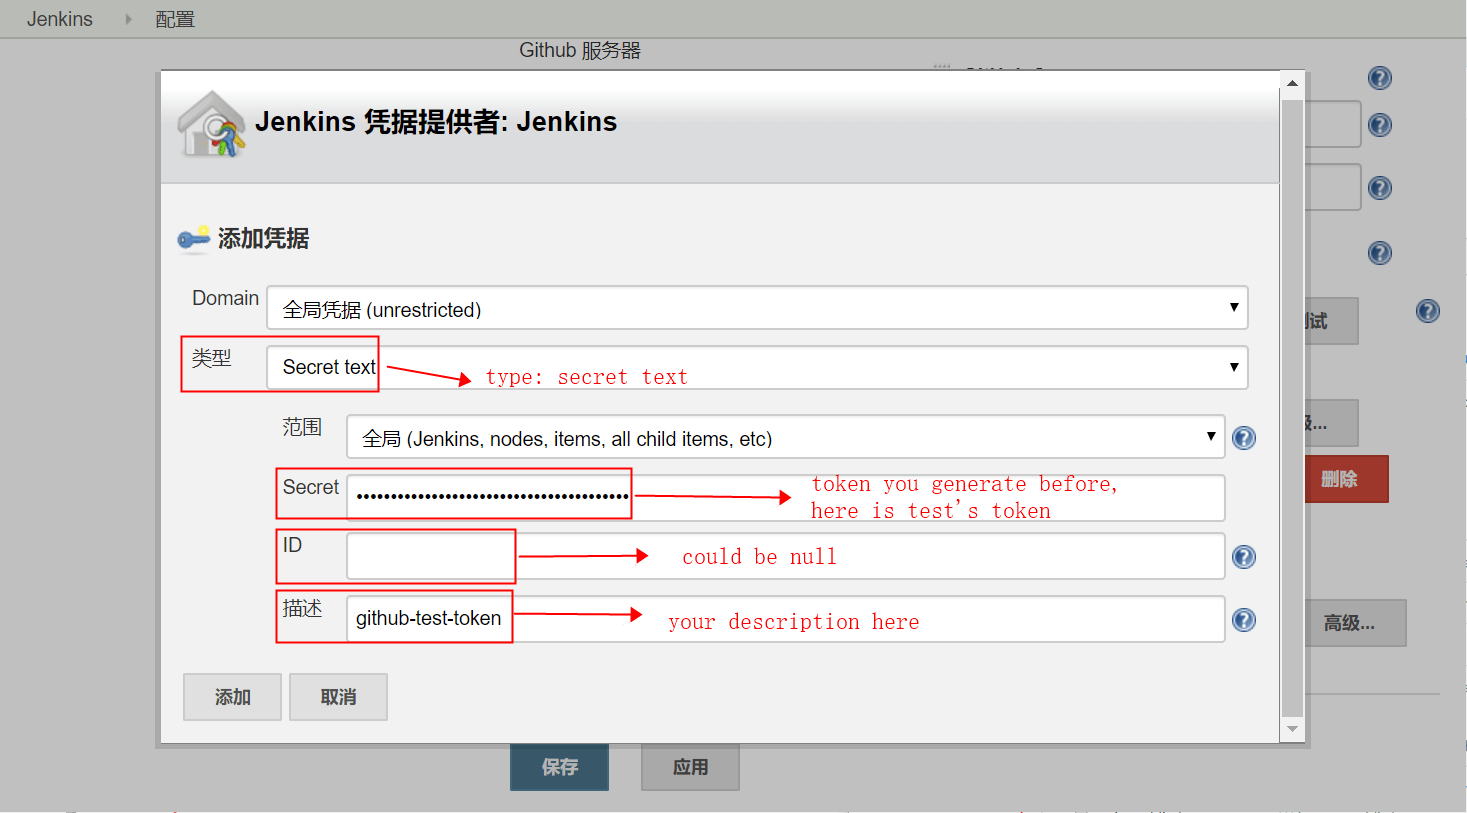 Jenkins 配置
Github 服务器
Jenkins 凭据提供者: Jenkins
添加凭据
Domain 全局凭据 (unrestricted)
类型 Secret text
type: secret text
范围 全局 (Jenkins, nodes, items, all child items, etc)
Secret ••••••••••••••••••••••••••••••••••••••••
token you generate before,
here is test's token
ID
could be null
描述 github-test-token
your description here
添加 取消
试
...
删除
高级...
保存 应用